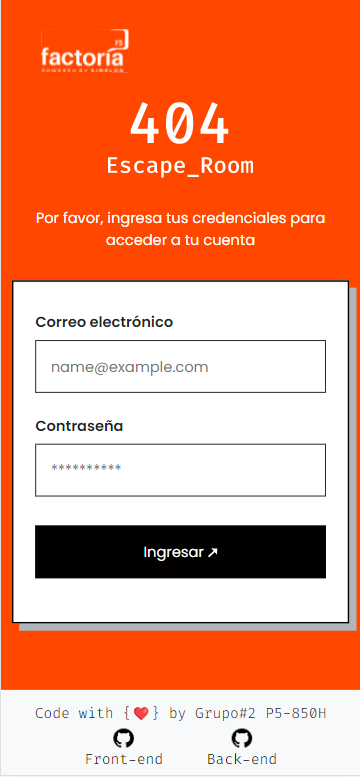 F5
factoría
POWERED BY SIMPLON_
404
Escape_Room
Por favor, ingresa tus credenciales para
acceder a tu cuenta
Correo electrónico
name@example.com
Contraseña
**********
Ingresar ↗
Code with {❤️} by Grupo#2 P5-850H
Front-end Back-end